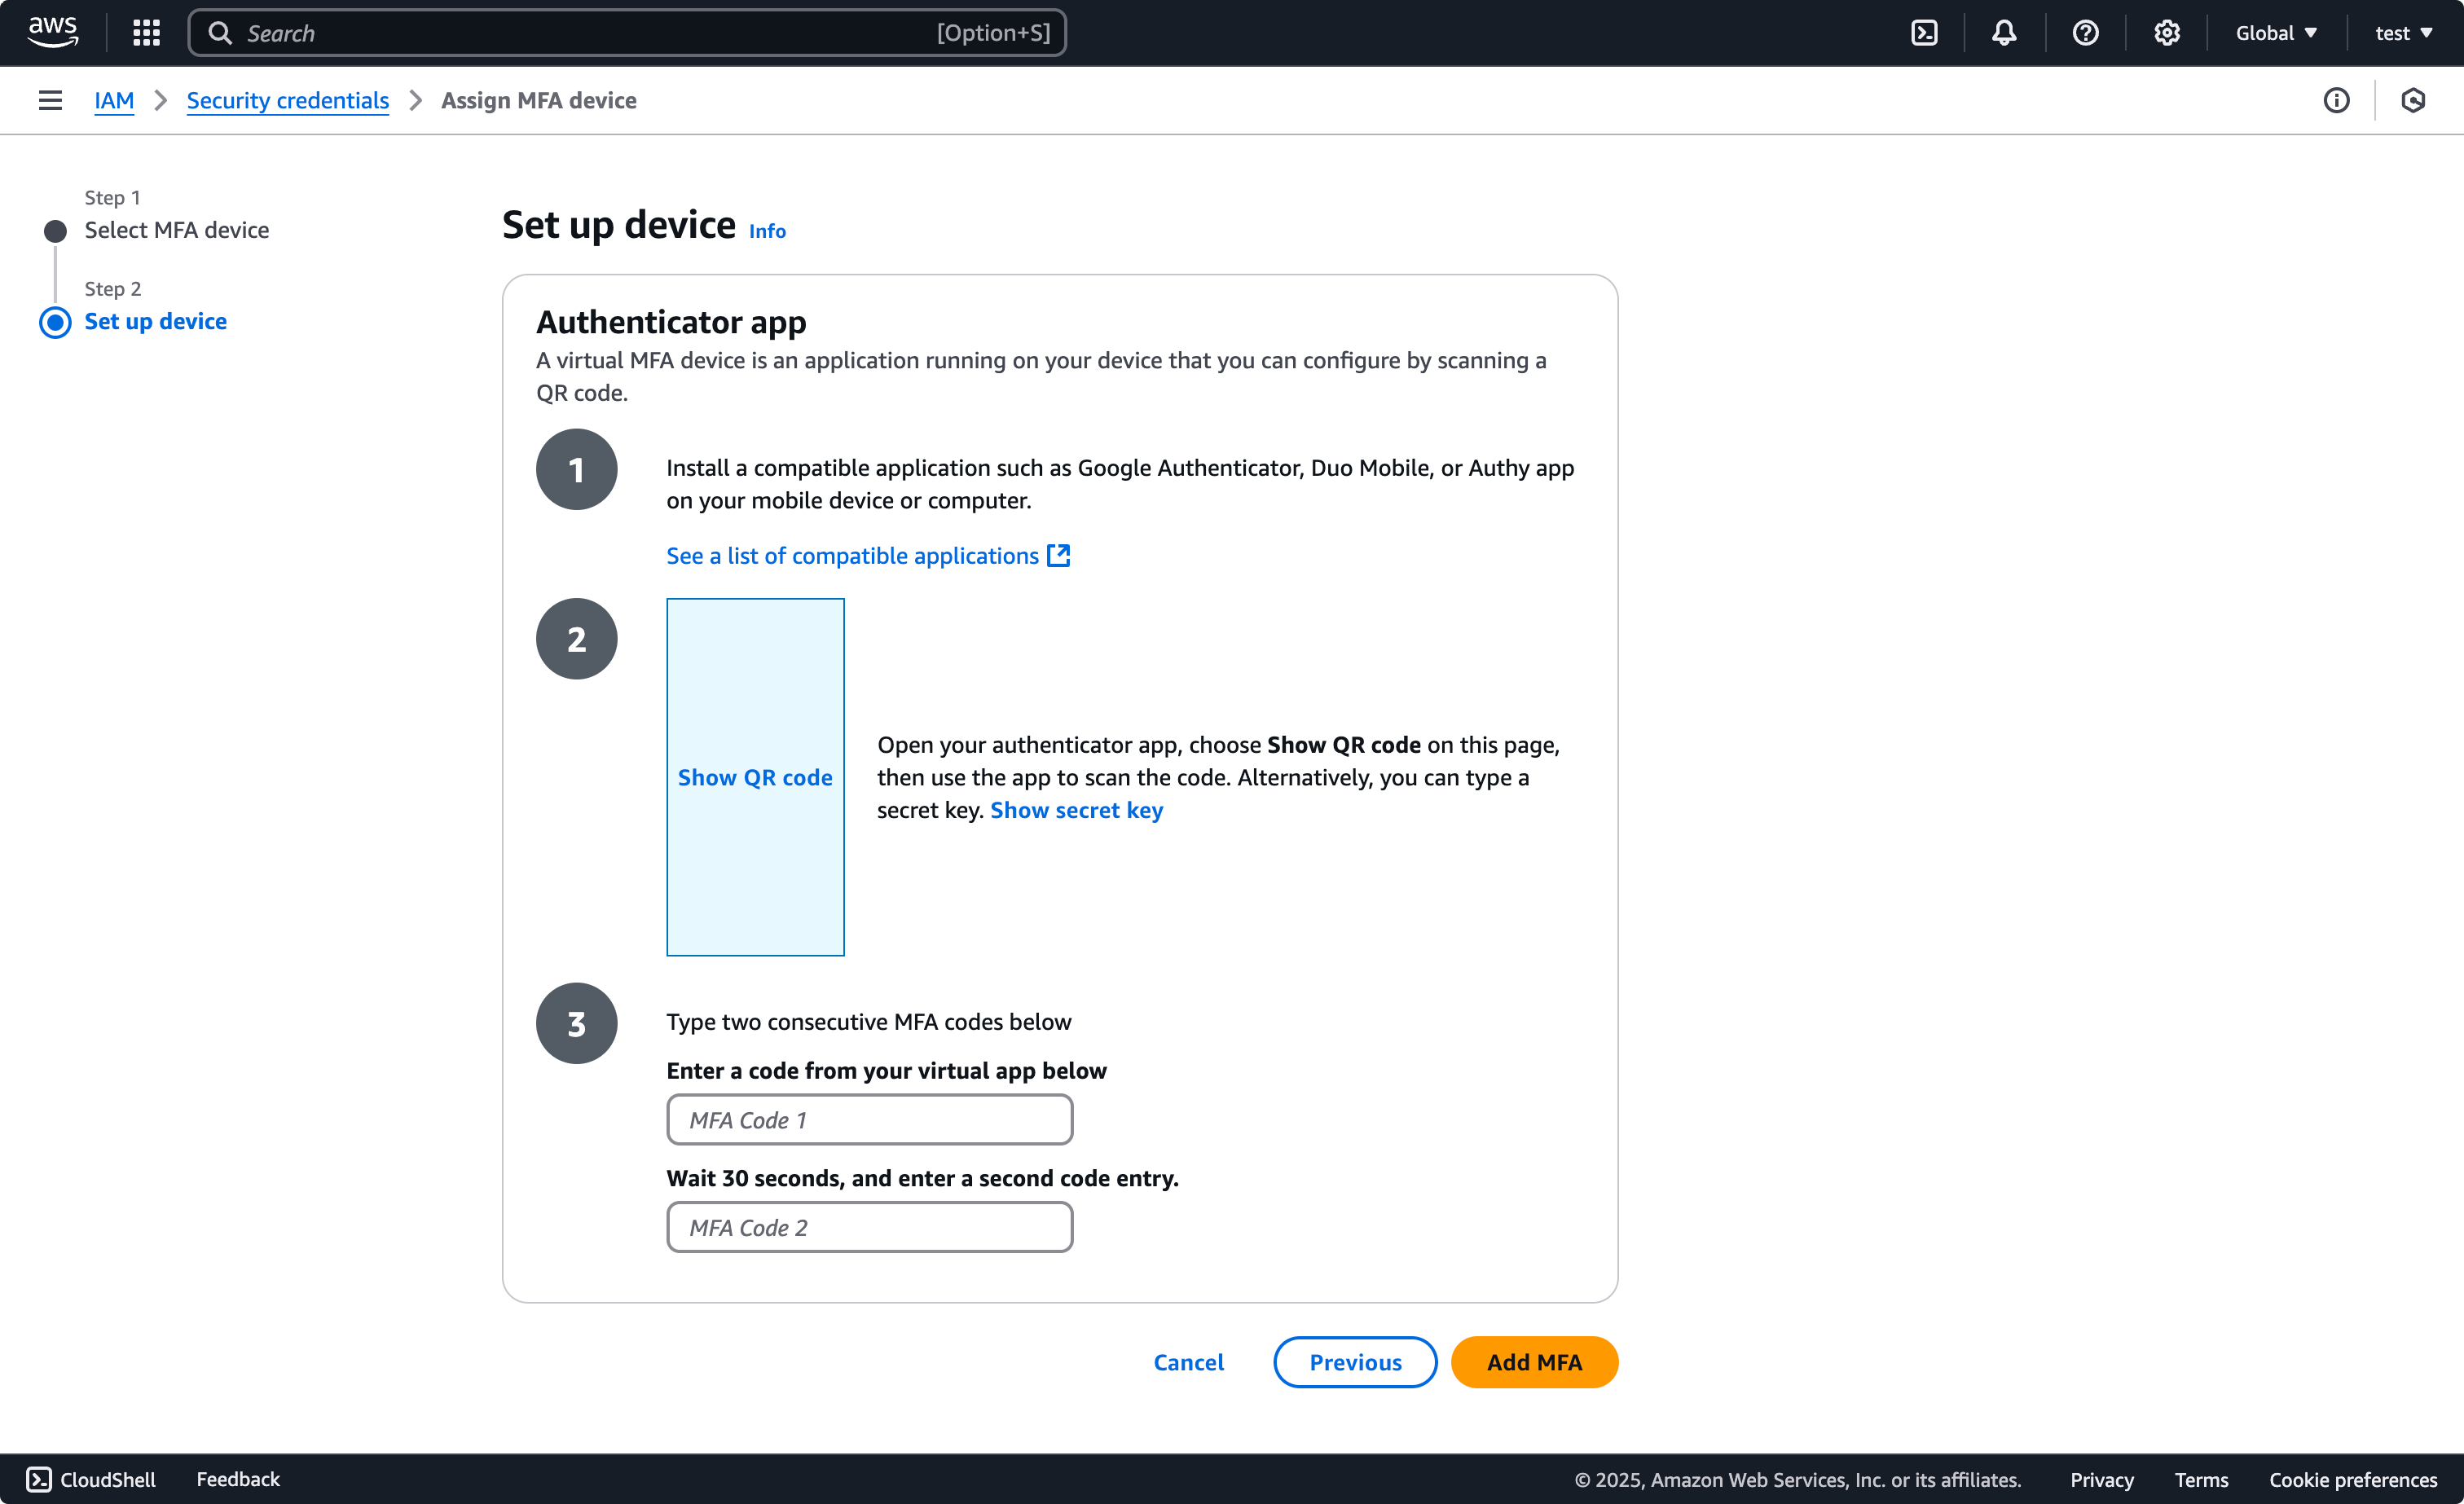 aws
Search
[Option+S]
Global
test
IAM
Security credentials
Assign MFA device
Step 1
Select MFA device
Step 2
Set up device
Set up device Info
Authenticator app
A virtual MFA device is an application running on your device that you can configure by scanning a
QR code.
1
Install a compatible application such as Google Authenticator, Duo Mobile, or Authy app
on your mobile device or computer.
See a list of compatible applications
2
Show QR code
Open your authenticator app, choose Show QR code on this page,
then use the app to scan the code. Alternatively, you can type a
secret key. Show secret key
3
Type two consecutive MFA codes below
Enter a code from your virtual app below
MFA Code 1
Wait 30 seconds, and enter a second code entry.
MFA Code 2
Cancel
Previous
Add MFA
CloudShell
Feedback
© 2025, Amazon Web Services, Inc. or its affiliates.
Privacy
Terms
Cookie preferences